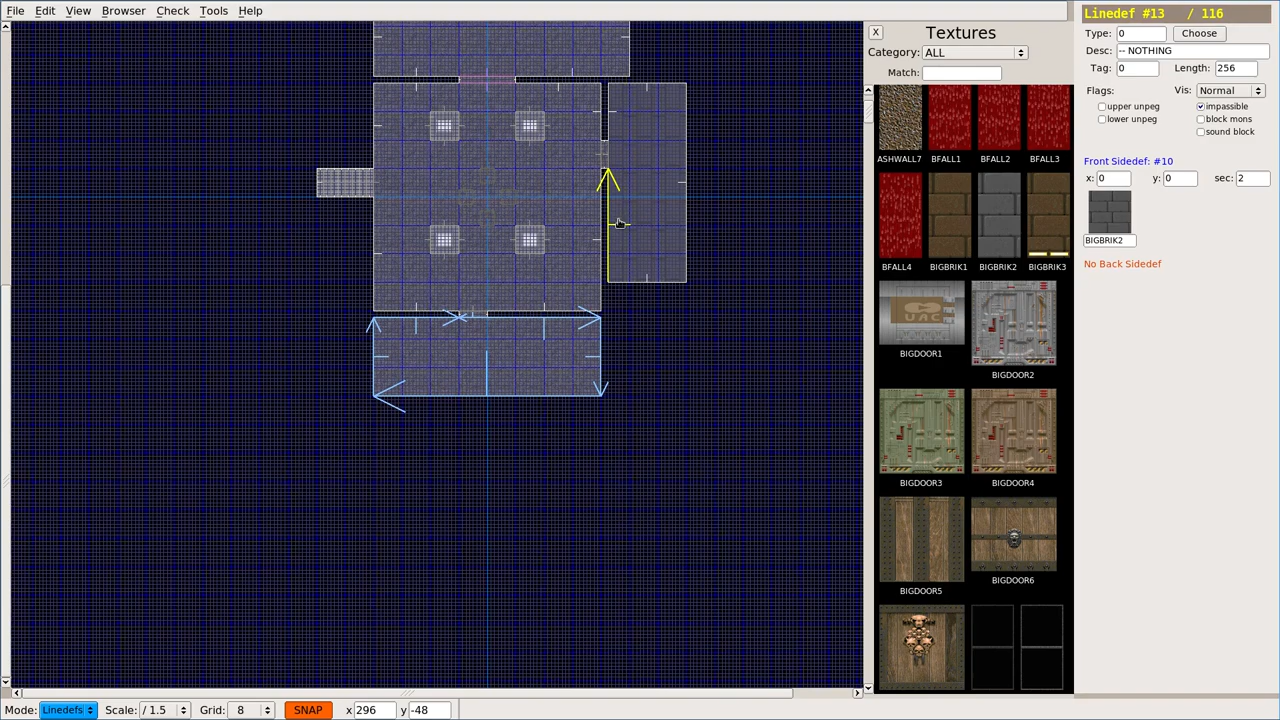 File Edit View Browser Check Tools Help
X Textures
Category: ALL
Match:
ASHWALL7 BFALL1 BFALL2 BFALL3
BFALL4 BIGBRIK1 BIGBRIK2 BIGBRIK3
UAC
BIGDOOR1
BIGDOOR2
BIGDOOR3 BIGDOOR4
BIGDOOR6
BIGDOOR5
Linedef #13 / 116
Type: 0 Choose
Desc: -- NOTHING
Tag: 0 Length: 256
Flags: Vis: Normal
upper unpeg impassible
lower unpeg block mons
sound block
Front Sidedef: #10
x: 0 y: 0 sec: 2
BIGBRIK2
No Back Sidedef
Mode: Linedefs Scale: / 1.5 Grid: 8 SNAP x 296 y -48